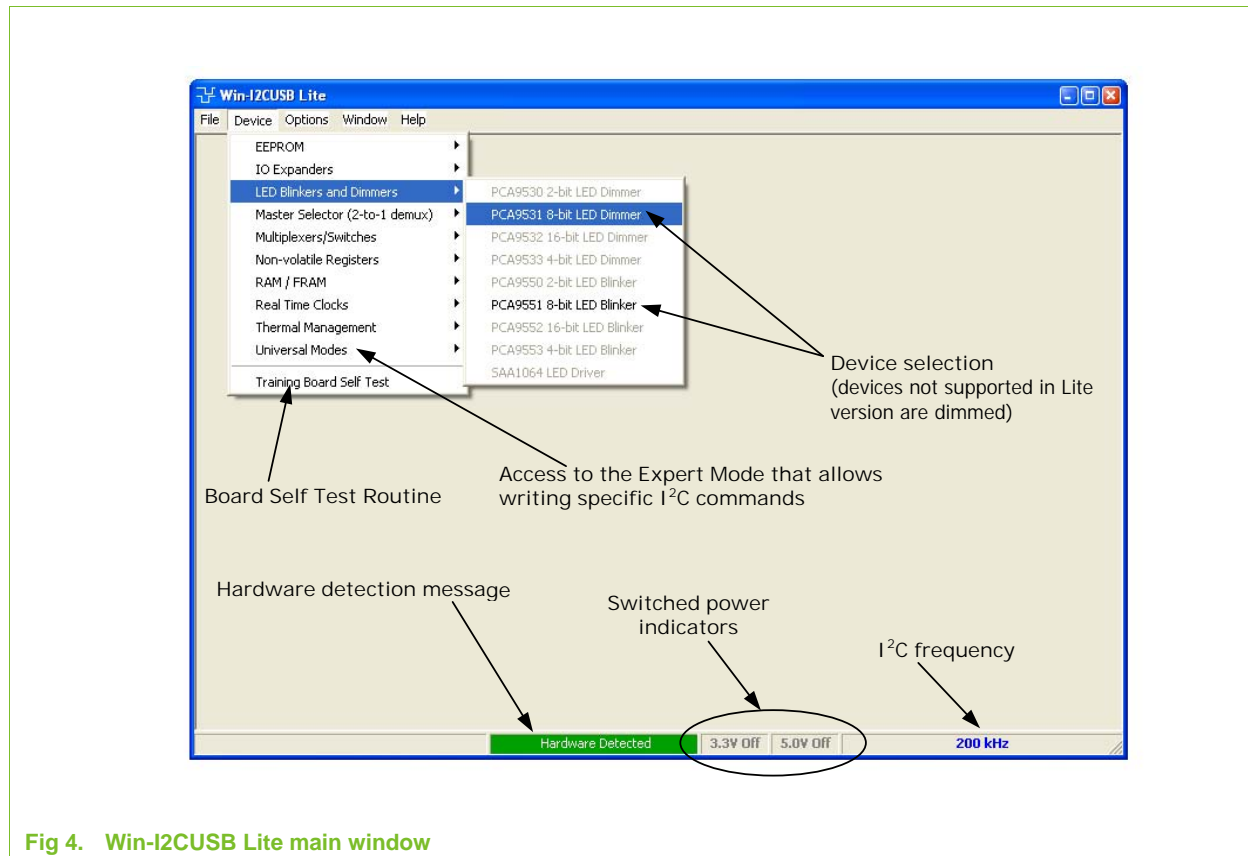 Win-I2CUSB Lite
File Device Options Window Help
EEPROM
IO Expanders
LED Blinkers and Dimmers
Master Selector (2-to-1 demux)
Multiplexers/Switches
Non-volatile Registers
RAM / FRAM
Real Time Clocks
Thermal Management
Universal Modes
Training Board Self Test
PCA9530 2-bit LED Dimmer
PCA9531 8-bit LED Dimmer
PCA9532 16-bit LED Dimmer
PCA9533 4-bit LED Dimmer
PCA9550 2-bit LED Blinker
PCA9551 8-bit LED Blinker
PCA9552 16-bit LED Blinker
PCA9553 4-bit LED Blinker
SAA1064 LED Driver
Device selection
(devices not supported in Lite
version are dimmed)
Access to the Expert Mode that allows
writing specific I²C commands
Board Self Test Routine
Hardware detection message
Switched power
indicators
I²C frequency
Hardware Detected 3.3V Off 5.0V Off 200 kHz
Fig 4. Win-I2CUSB Lite main window